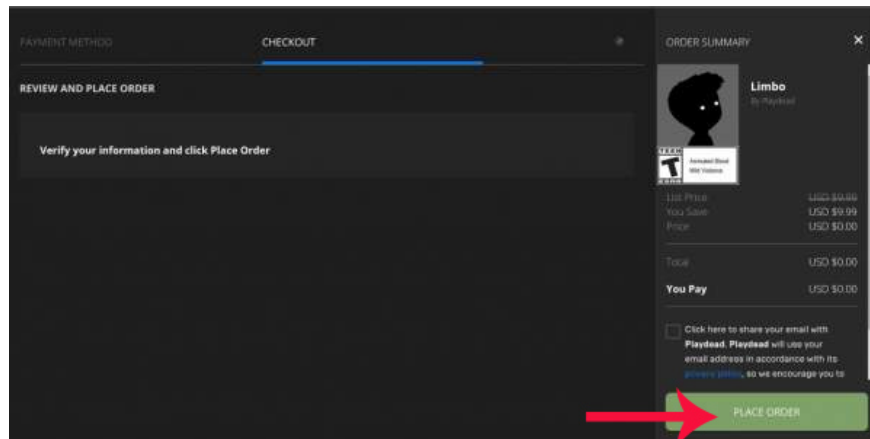 PAYMENT METHOD
CHECKOUT
ORDER SUMMARY
REVIEW AND PLACE ORDER
Verify your information and click Place Order
Limbo
By Playdead
TEEN
T
Animated Blood
Mild Violence
List Price USD $9.99
You Save USD $9.99
Price USD $0.00
Total USD $0.00
You Pay USD $0.00
Click here to share your email with
Playdead. Playdead will use your
email address in accordance with its
privacy policy, so we encourage you to
PLACE ORDER